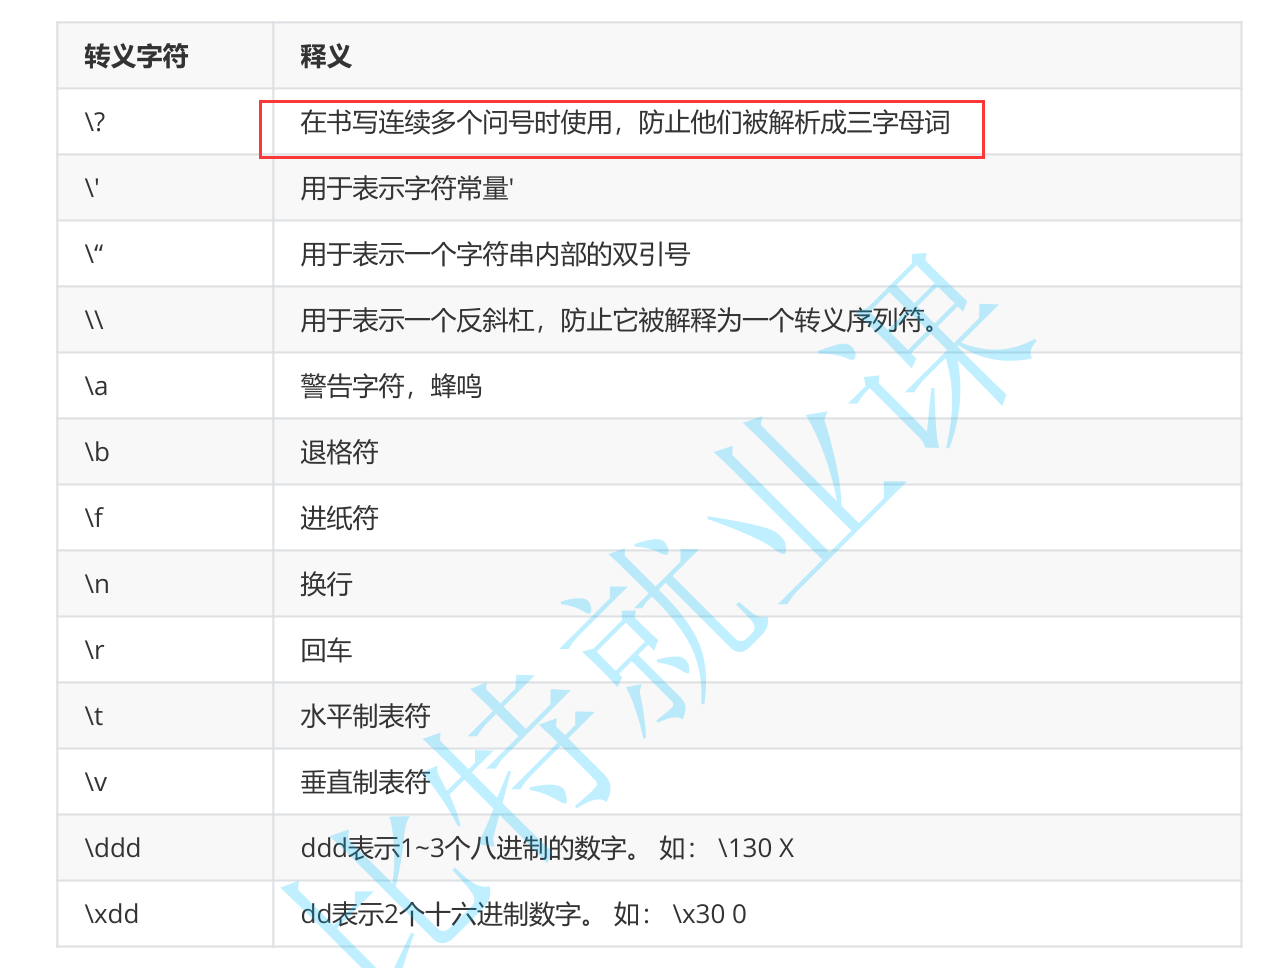 转义字符 释义
\? 在书写连续多个问号时使用，防止他们被解析成三字母词
\' 用于表示字符常量'
\“ 用于表示一个字符串内部的双引号
\\ 用于表示一个反斜杠，防止它被解释为一个转义序列符。
\a 警告字符，蜂鸣
\b 退格符
\f 进纸符
\n 换行
\r 回车
\t 水平制表符
\v 垂直制表符
\ddd ddd表示1~3个八进制的数字。 如： \130 X
\xdd dd表示2个十六进制数字。 如： \x30 0
比特就业课